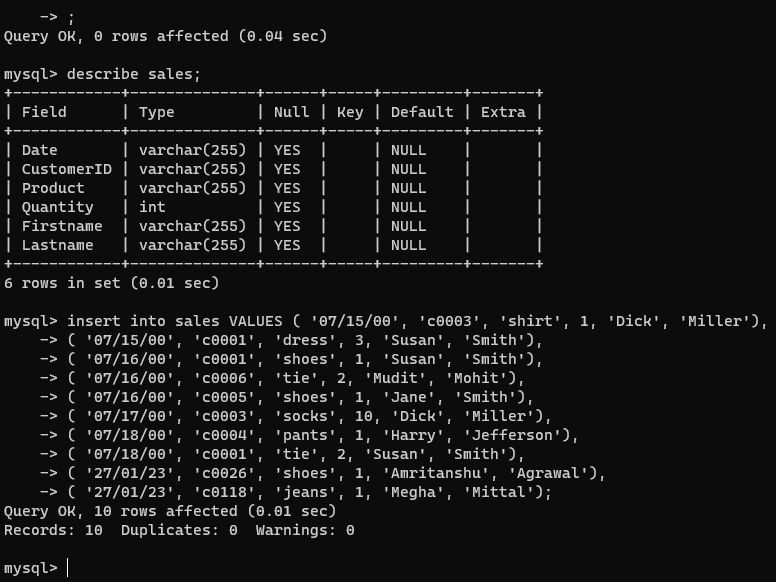 -> ;
Query OK, 0 rows affected (0.04 sec)

mysql> describe sales;
+------------+--------------+------+-----+---------+-------+
| Field      | Type         | Null | Key | Default | Extra |
+------------+--------------+------+-----+---------+-------+
| Date       | varchar(255) | YES  |     | NULL    |       |
| CustomerID | varchar(255) | YES  |     | NULL    |       |
| Product    | varchar(255) | YES  |     | NULL    |       |
| Quantity   | int          | YES  |     | NULL    |       |
| Firstname  | varchar(255) | YES  |     | NULL    |       |
| Lastname   | varchar(255) | YES  |     | NULL    |       |
+------------+--------------+------+-----+---------+-------+
6 rows in set (0.01 sec)

mysql> insert into sales VALUES ( '07/15/00', 'c0003', 'shirt', 1, 'Dick', 'Miller'),
    -> ( '07/15/00', 'c0001', 'dress', 3, 'Susan', 'Smith'),
    -> ( '07/16/00', 'c0001', 'shoes', 1, 'Susan', 'Smith'),
    -> ( '07/16/00', 'c0006', 'tie', 2, 'Mudit', 'Mohit'),
    -> ( '07/16/00', 'c0005', 'shoes', 1, 'Jane', 'Smith'),
    -> ( '07/17/00', 'c0003', 'socks', 10, 'Dick', 'Miller'),
    -> ( '07/18/00', 'c0004', 'pants', 1, 'Harry', 'Jefferson'),
    -> ( '07/18/00', 'c0001', 'tie', 2, 'Susan', 'Smith'),
    -> ( '27/01/23', 'c0026', 'shoes', 1, 'Amritanshu', 'Agrawal'),
    -> ( '27/01/23', 'c0118', 'jeans', 1, 'Megha', 'Mittal');
Query OK, 10 rows affected (0.01 sec)
Records: 10  Duplicates: 0  Warnings: 0

mysql>